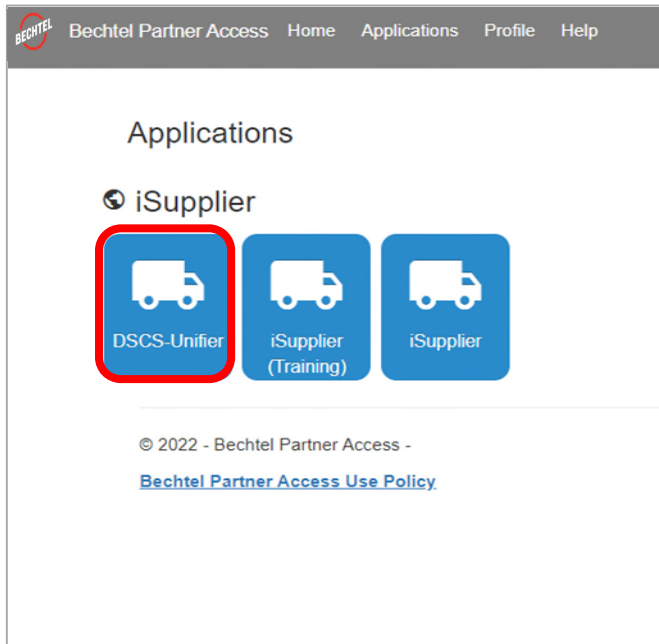 BECHTEL Bechtel Partner Access Home Applications Profile Help
Applications
iSupplier
DSCS-Unifier
iSupplier
(Training)
iSupplier
© 2022 - Bechtel Partner Access -
Bechtel Partner Access Use Policy